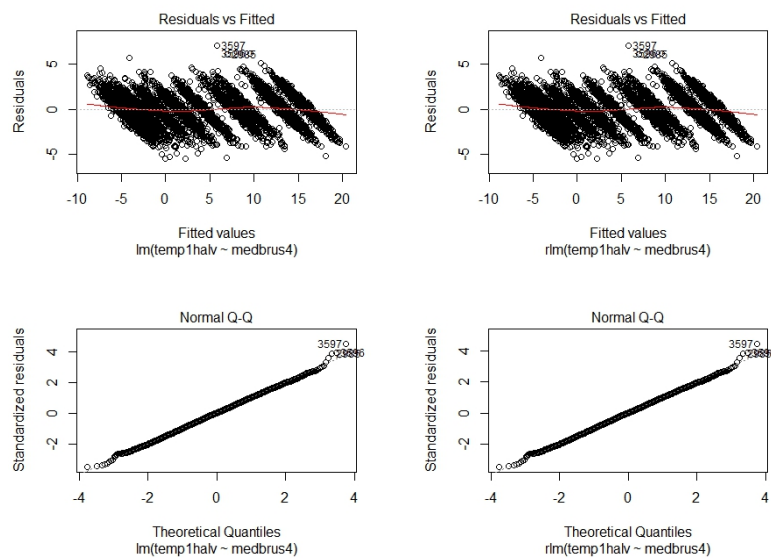 Residuals vs Fitted
3597
Residuals
5
0
-5
-10
-5
0
5
10
15
20
Fitted values
lm(temp1halv ~ medbrus4)
Residuals vs Fitted
3597
Residuals
5
0
-5
-10
-5
0
5
10
15
20
Fitted values
rlm(temp1halv ~ medbrus4)
Normal Q-Q
3597
Standardized residuals
4
2
0
-2
-4
-2
0
2
4
Theoretical Quantiles
lm(temp1halv ~ medbrus4)
Normal Q-Q
3597
Standardized residuals
4
2
0
-2
-4
-2
0
2
4
Theoretical Quantiles
rlm(temp1halv ~ medbrus4)